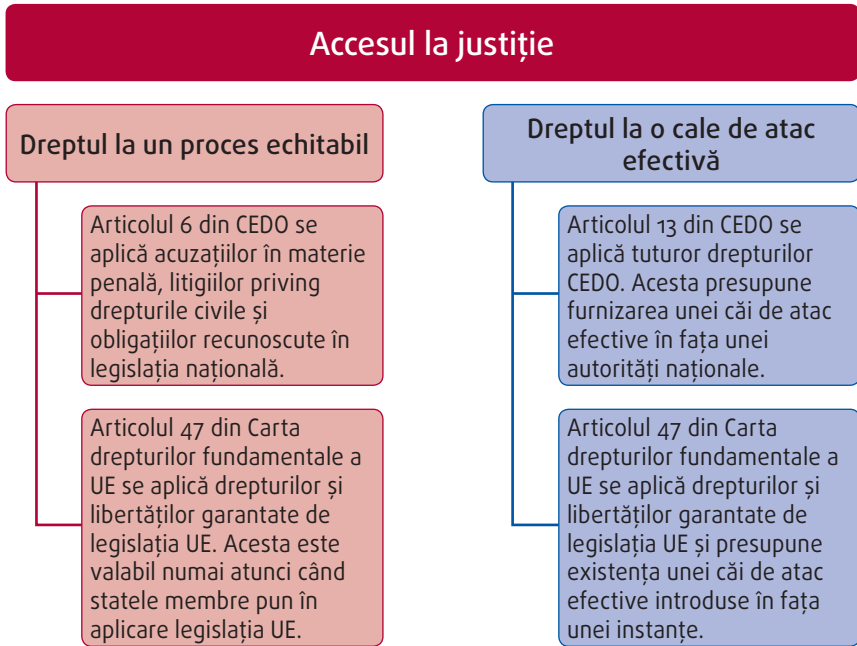 Accesul la justiție
Dreptul la un proces echitabil
Articolul 6 din CEDO se
aplică acuzațiilor în materie
penală, litigiilor priving
drepturile civile și
obligațiilor recunoscute în
legislația națională.
Articolul 47 din Carta
drepturilor fundamentale a
UE se aplică drepturilor și
libertăților garantate de
legislația UE. Acesta este
valabil numai atunci când
statele membre pun în
aplicare legislația UE.
Dreptul la o cale de atac
efectivă
Articolul 13 din CEDO se
aplică tuturor drepturilor
CEDO. Acesta presupune
furnizarea unei căi de atac
efective în fața unei
autorități naționale.
Articolul 47 din Carta
drepturilor fundamentale a
UE se aplică drepturilor și
libertăților garantate de
legislația UE și presupune
existența unei căi de atac
efective introduse în fața
unei instanțe.